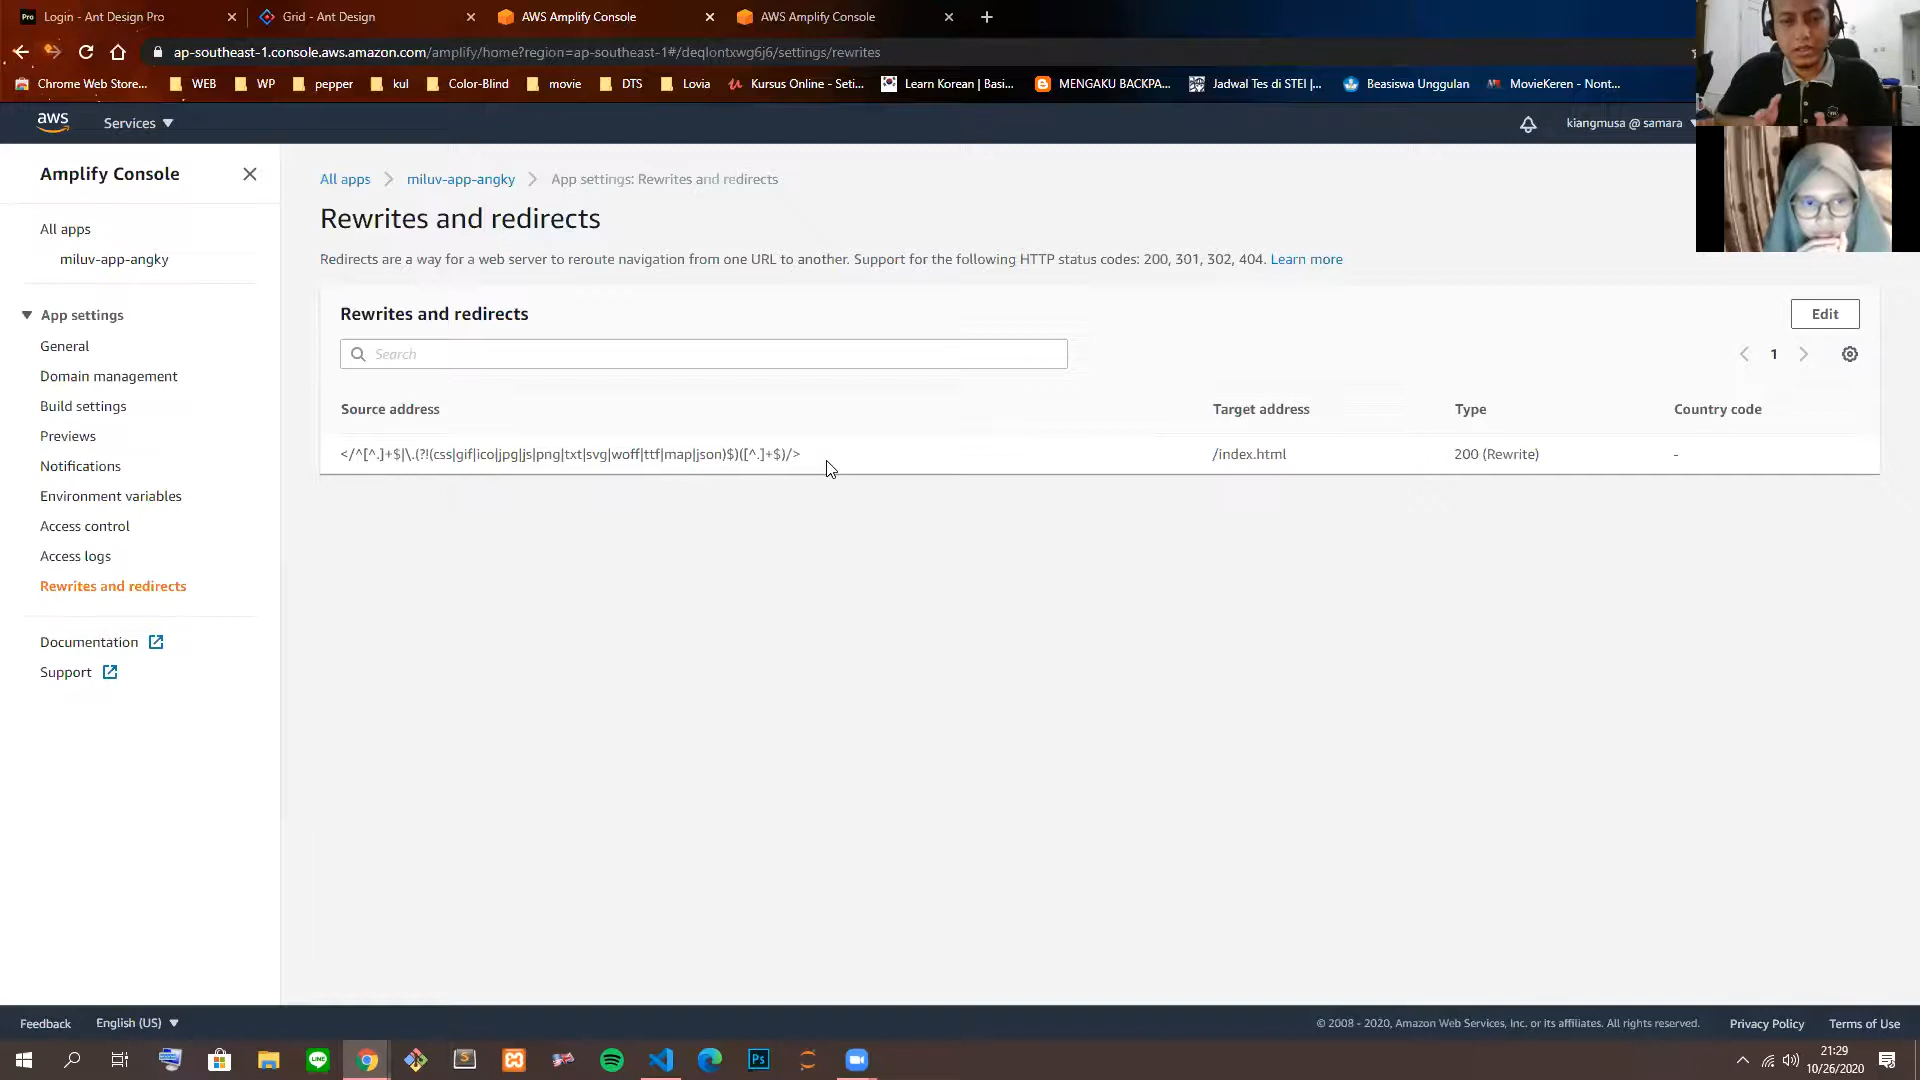 Login - Ant Design Pro
Grid - Ant Design
AWS Amplify Console
AWS Amplify Console
ap-southeast-1.console.aws.amazon.com/amplify/home?region=ap-southeast-1#/deqlontxwg6j6/settings/rewrites
Chrome Web Store...
WEB
WP
pepper
kul
Color-Blind
movie
DTS
Lovia
Kursus Online - Seti...
Learn Korean | Basi...
MENGAKU BACKPA...
Jadwal Tes di STEI |...
Beasiswa Unggulan
MovieKeren - Nont...
aws
Services
kiangmusa @ samara
Amplify Console
All apps
miluv-app-angky
App settings
General
Domain management
Build settings
Previews
Notifications
Environment variables
Access control
Access logs
Rewrites and redirects
Documentation
Support
All apps
miluv-app-angky
App settings: Rewrites and redirects
Rewrites and redirects
Redirects are a way for a web server to reroute navigation from one URL to another. Support for the following HTTP status codes: 200, 301, 302, 404. Learn more
Rewrites and redirects
Edit
Search
1
Source address
Target address
Type
Country code
</^[^.]+$|\.(?!(css|gif|ico|jpg|js|png|txt|svg|woff|ttf|map|json)$)([^.]+$)/>
/index.html
200 (Rewrite)
-
Feedback
English (US)
© 2008 - 2020, Amazon Web Services, Inc. or its affiliates. All rights reserved.
Privacy Policy
Terms of Use
21:29
10/26/2020